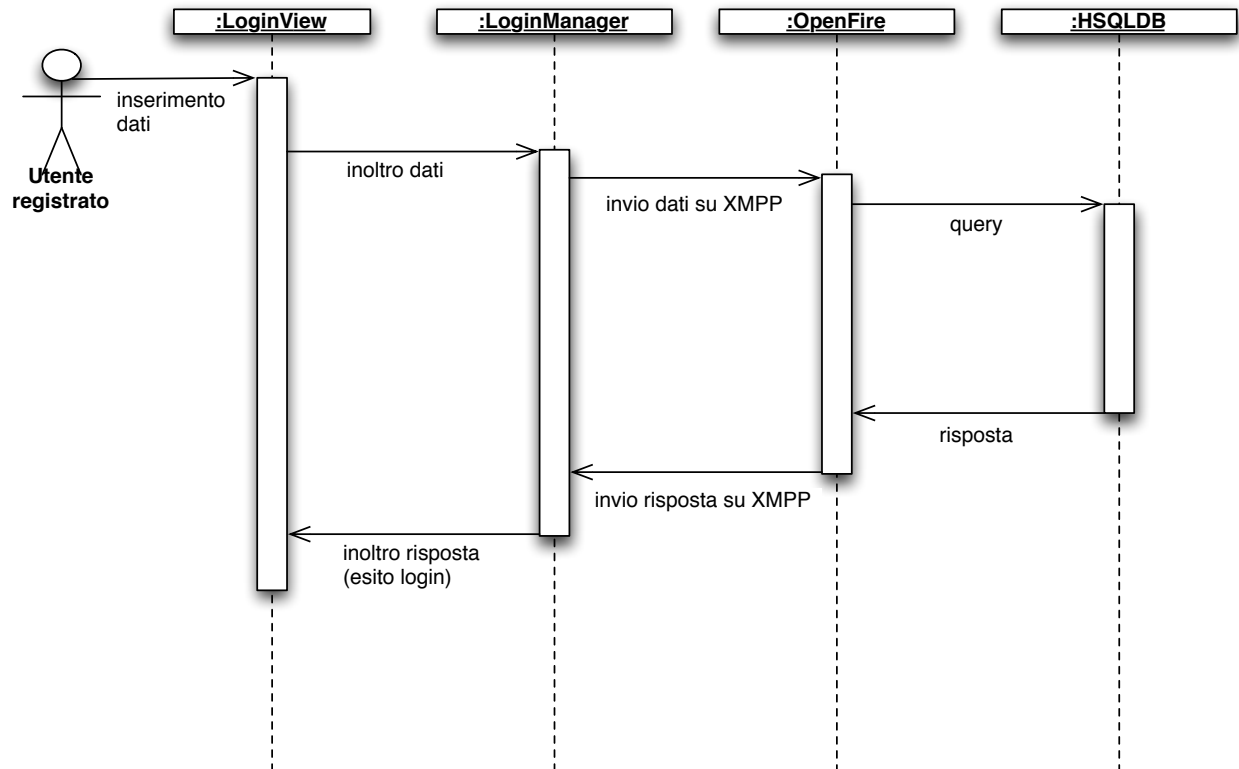 :LoginView
:LoginManager
:OpenFire
:HSQLDB
inserimento
dati
Utente
registrato
inoltro dati
invio dati su XMPP
query
risposta
invio risposta su XMPP
inoltro risposta
(esito login)